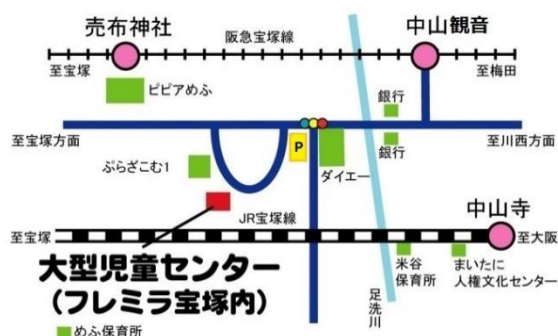 売布神社
中山観音
阪急宝塚線
至宝塚
至梅田
ピピアめふ
銀行
至宝塚方面
至川西方面
P
銀行
ぷらざこむ1
ダイエー
中山寺
JR宝塚線
至宝塚
至大阪
大型児童センター
(フレミラ宝塚内)
米谷
保育所
まいたに
人権文化センター
足洗川
めふ保育所